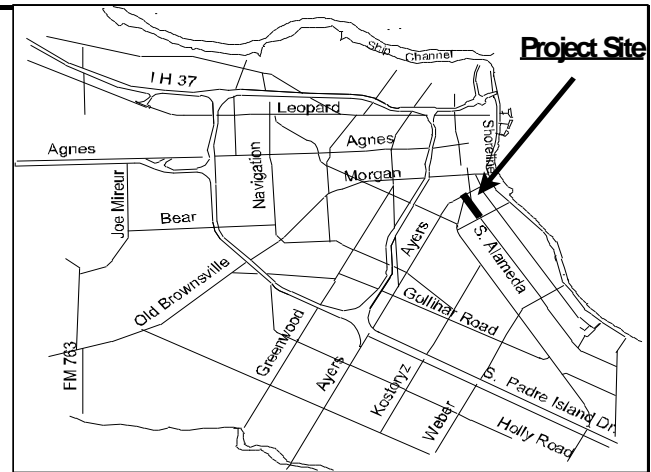 Project Site
Ship Channel
I H 37
Leopard
Shoreline
Agnes
Agnes
Morgan
Navigation
Joe Mireur
Bear
Ayers
S. Alameda
Old Brownsville
Gollihar Road
Greenwood
FM 763
Ayers
Kostoryz
Weber
S. Padre Island Dr.
Holly Road